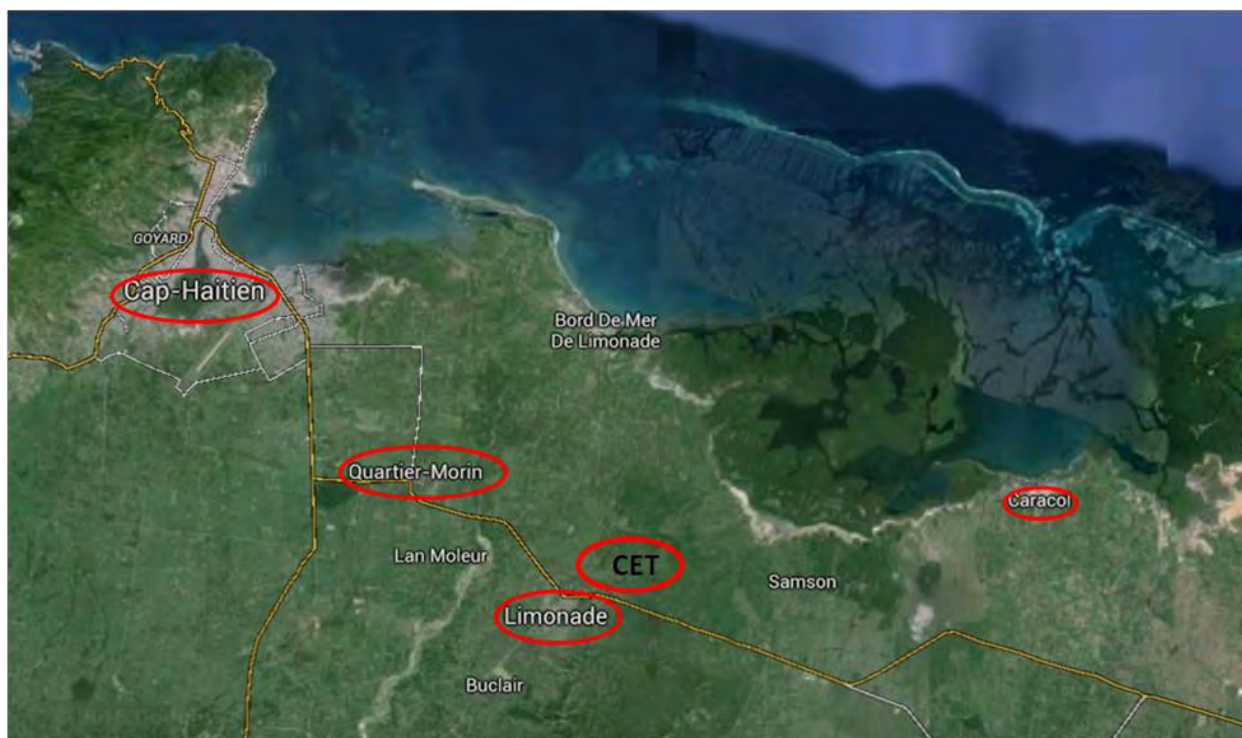 GOYARD
Cap-Haitien
Bord De Mer
De Limonade
Quartier-Morin
Caracol
Lan Moleur
CET
Samson
Limonade
Buclair